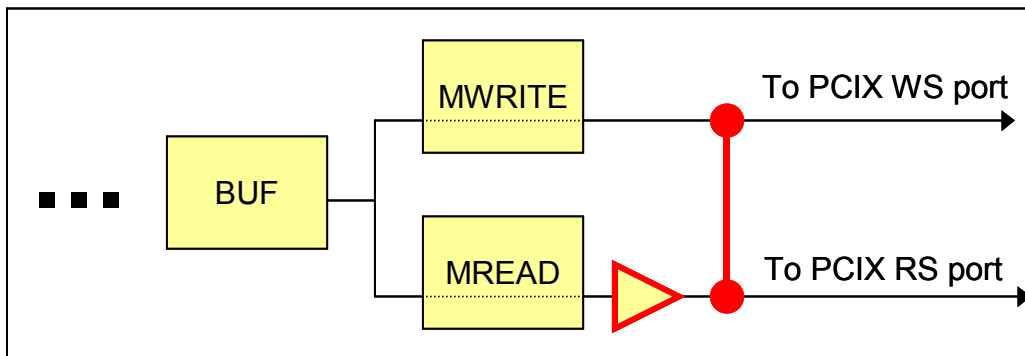 MWRITE
To PCIX WS port
BUF
MREAD
To PCIX RS port